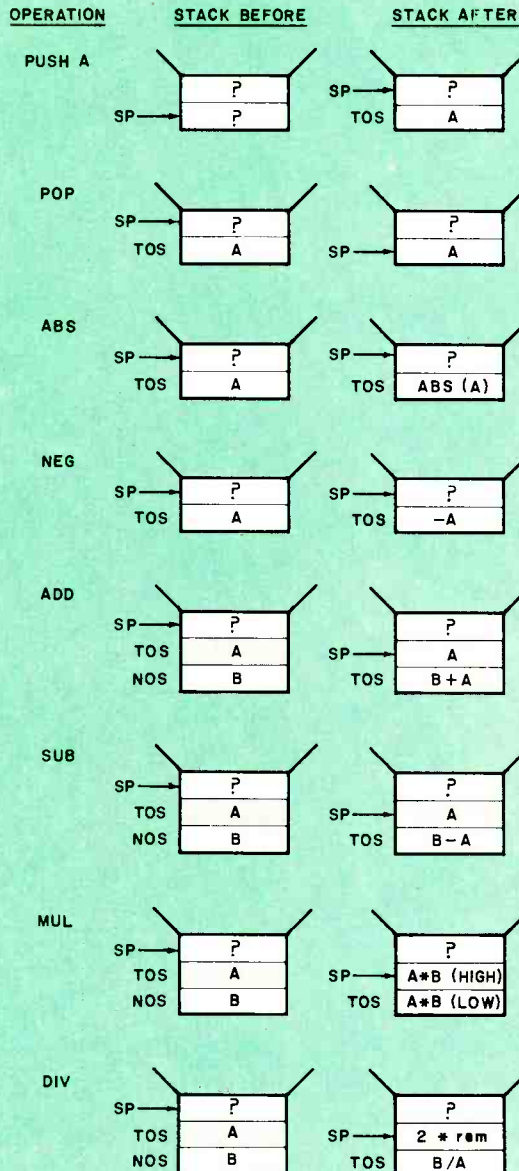 OPERATION STACK BEFORE STACK AFTER
PUSH A
? ?
SP ? SP
TOS A
POP
SP ? ?
TOS A SP A
ABS
SP ? SP ?
TOS A TOS ABS (A)
NEG
SP ? SP ?
TOS A TOS -A
ADD
SP ? ?
TOS A SP A
NOS B TOS B+A
SUB
SP ? ?
TOS A SP A
NOS B TOS B-A
MUL
SP ? ?
TOS A SP A*B (HIGH)
NOS B TOS A*B (LOW)
DIV
SP ? ?
TOS A SP 2 * rem
NOS B TOS B/A